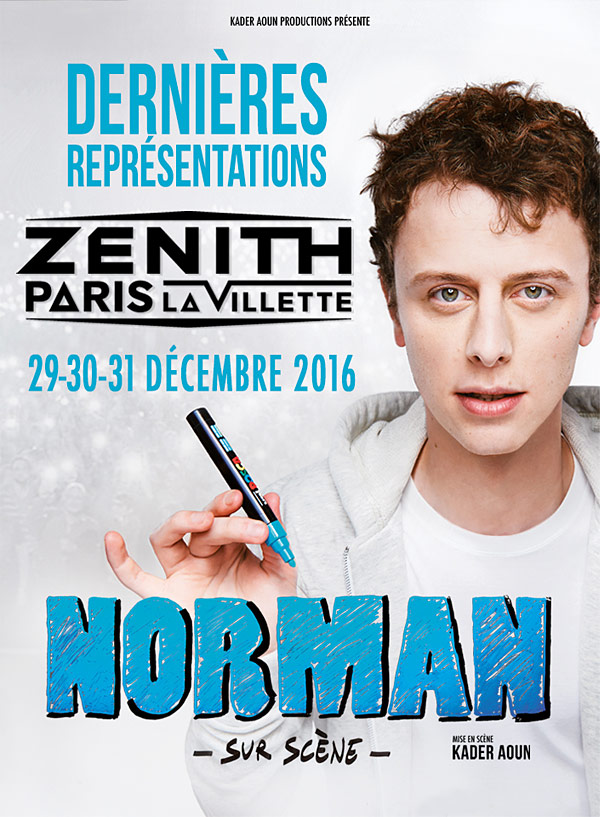 KADER AOUN PRODUCTIONS PRÉSENTE
DERNIÈRES
REPRÉSENTATIONS
ZENITH
PARIS LA VILLETTE
29-30-31 DÉCEMBRE 2016
NORMAN
– SUR SCÈNE –
MISE EN SCÈNE
KADER AOUN